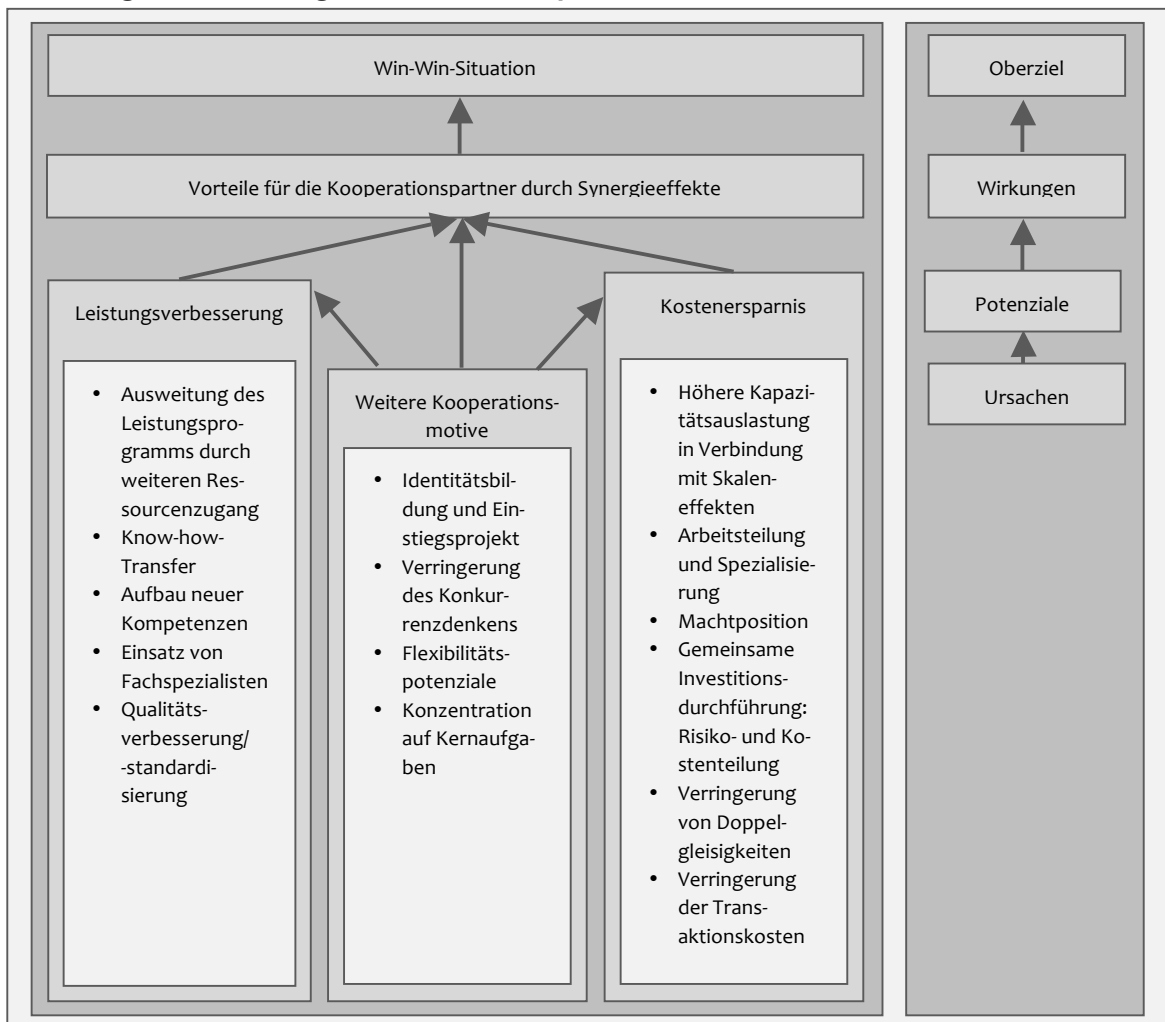 Win-Win-Situation
Vorteile für die Kooperationspartner durch Synergieeffekte
Leistungsverbesserung
• Ausweitung des
Leistungspro-
gramms durch
weiteren Res-
sourcenzugang
• Know-how-
Transfer
• Aufbau neuer
Kompetenzen
• Einsatz von
Fachspezialisten
• Qualitäts-
verbesserung/
-standardi-
sierung
Weitere Kooperations-
motive
• Identitätsbil-
dung und Ein-
stiegsprojekt
• Verringerung
des Konkur-
renzdenkens
• Flexibilitäts-
potenziale
• Konzentration
auf Kernaufga-
ben
Kostenersparnis
• Höhere Kapazi-
tätsauslastung
in Verbindung
mit Skalen-
effekten
• Arbeitsteilung
und Spezialisie-
rung
• Machtposition
• Gemeinsame
Investitions-
durchführung:
Risiko- und Ko-
stenteilung
• Verringerung
von Doppel-
gleisigkeiten
• Verringerung
der Trans-
aktionskosten
Oberziel
Wirkungen
Potenziale
Ursachen